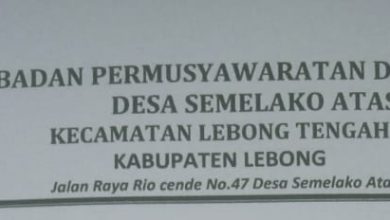 BADAN PERMUSYAWARATAN D
DESA SEMELAKO ATAS
KECAMATAN LEBONG TENGAH
KABUPATEN LEBONG
Jalan Raya Rio cende No.47 Desa Semelako Ata